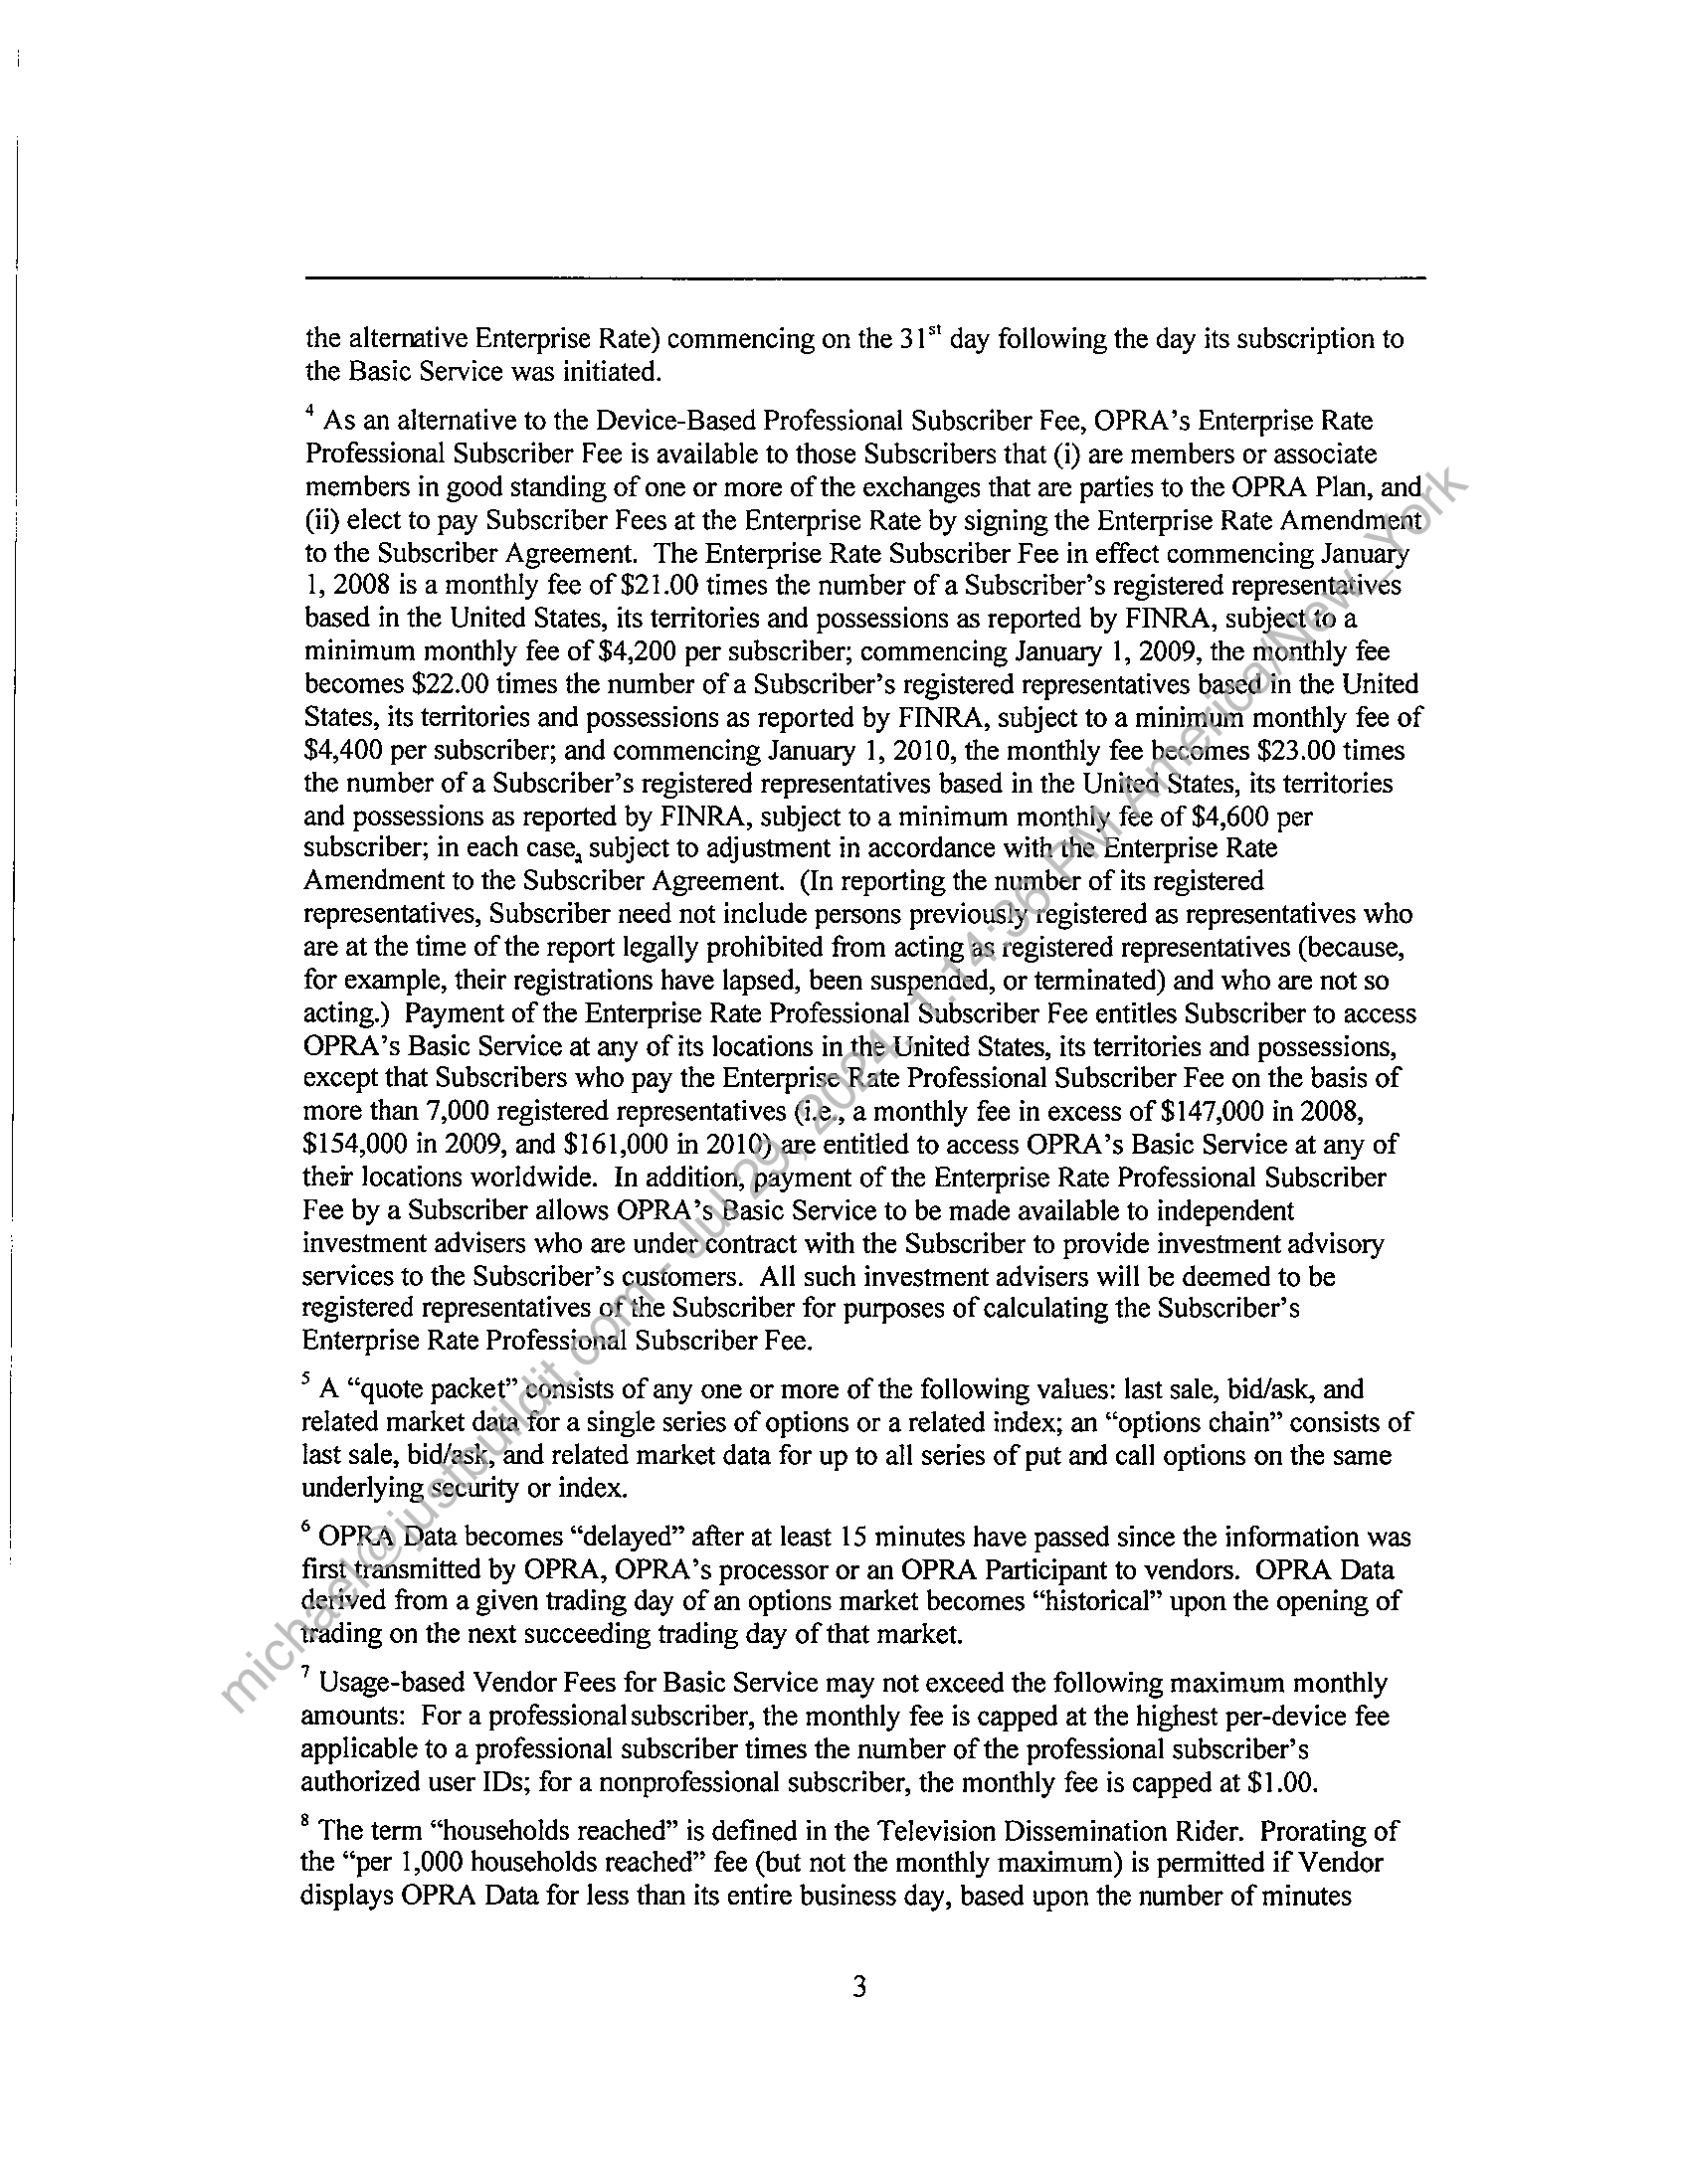 the alternative Enterprise Rate) commencing on the 31st day following the day its subscription to
the Basic Service was initiated.
4 As an alternative to the Device-Based Professional Subscriber Fee, OPRA's Enterprise Rate
Professional Subscriber Fee is available to those Subscribers that (i) are members or associate
members in good standing of one or more of the exchanges that are parties to the OPRA Plan, and
(ii) elect to pay Subscriber Fees at the Enterprise Rate by signing the Enterprise Rate Amendment
to the Subscriber Agreement. The Enterprise Rate Subscriber Fee in effect commencing January
1, 2008 is a monthly fee of $21.00 times the number of a Subscriber's registered representatives
based in the United States, its territories and possessions as reported by FINRA, subject to a
minimum monthly fee of $4,200 per subscriber; commencing January 1, 2009, the monthly fee
becomes $22.00 times the number of a Subscriber's registered representatives based in the United
States, its territories and possessions as reported by FINRA, subject to a minimum monthly fee of
$4,400 per subscriber; and commencing January 1, 2010, the monthly fee becomes $23.00 times
the number of a Subscriber's registered representatives based in the United States, its territories
and possessions as reported by FINRA, subject to a minimum monthly fee of $4,600 per
subscriber; in each case, subject to adjustment in accordance with the Enterprise Rate
Amendment to the Subscriber Agreement. (In reporting the number of its registered
representatives, Subscriber need not include persons previously registered as representatives who
are at the time of the report legally prohibited from acting as registered representatives (because,
for example, their registrations have lapsed, been suspended, or terminated) and who are not so
acting.) Payment of the Enterprise Rate Professional Subscriber Fee entitles Subscriber to access
OPRA's Basic Service at any of its locations in the United States, its territories and possessions,
except that Subscribers who pay the Enterprise Rate Professional Subscriber Fee on the basis of
more than 7,000 registered representatives (i.e., a monthly fee in excess of $147,000 in 2008,
$154,000 in 2009, and $161,000 in 2010) are entitled to access OPRA's Basic Service at any of
their locations worldwide. In addition, payment of the Enterprise Rate Professional Subscriber
Fee by a Subscriber allows OPRA's Basic Service to be made available to independent
investment advisers who are under contract with the Subscriber to provide investment advisory
services to the Subscriber's customers. All such investment advisers will be deemed to be
registered representatives of the Subscriber for purposes of calculating the Subscriber's
Enterprise Rate Professional Subscriber Fee.
5 A "quote packet" consists of any one or more of the following values: last sale, bid/ask, and
related market data for a single series of options or a related index; an "options chain" consists of
last sale, bid/ask, and related market data for up to all series of put and call options on the same
underlying security or index.
6 OPRA Data becomes "delayed" after at least 15 minutes have passed since the information was
first transmitted by OPRA, OPRA's processor or an OPRA Participant to vendors. OPRA Data
derived from a given trading day of an options market becomes "historical" upon the opening of
trading on the next succeeding trading day of that market.
7 Usage-based Vendor Fees for Basic Service may not exceed the following maximum monthly
amounts: For a professional subscriber, the monthly fee is capped at the highest per-device fee
applicable to a professional subscriber times the number of the professional subscriber's
authorized user IDs; for a nonprofessional subscriber, the monthly fee is capped at $1.00.
8 The term "households reached" is defined in the Television Dissemination Rider. Prorating of
the "per 1,000 households reached" fee (but not the monthly maximum) is permitted if Vendor
displays OPRA Data for less than its entire business day, based upon the number of minutes
3
michael@justbuildit.com - Jul 29, 2024, 1:14:36 PM America/New_York